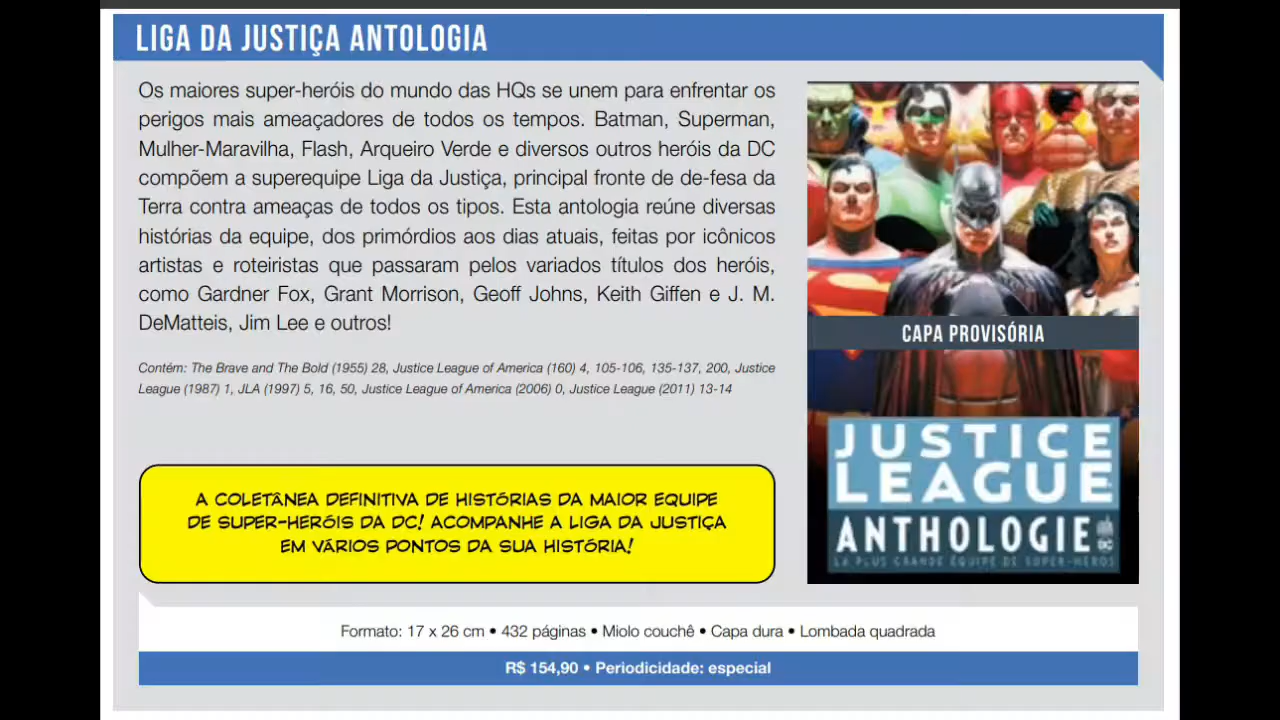 LIGA DA JUSTIÇA ANTOLOGIA
Os maiores super-heróis do mundo das HQs se unem para enfrentar os
perigos mais ameaçadores de todos os tempos. Batman, Superman,
Mulher-Maravilha, Flash, Arqueiro Verde e diversos outros heróis da DC
compõem a superequipe Liga da Justiça, principal fronte de de-fesa da
Terra contra ameaças de todos os tipos. Esta antologia reúne diversas
histórias da equipe, dos primórdios aos dias atuais, feitas por icônicos
artistas e roteiristas que passaram pelos variados títulos dos heróis,
como Gardner Fox, Grant Morrison, Geoff Johns, Keith Giffen e J. M.
DeMatteis, Jim Lee e outros!
Contém: The Brave and The Bold (1955) 28, Justice League of America (160) 4, 105-106, 135-137, 200, Justice
League (1987) 1, JLA (1997) 5, 16, 50, Justice League of America (2006) 0, Justice League (2011) 13-14
A COLETÂNEA DEFINITIVA DE HISTÓRIAS DA MAIOR EQUIPE
DE SUPER-HERÓIS DA DC! ACOMPANHE A LIGA DA JUSTIÇA
EM VÁRIOS PONTOS DA SUA HISTÓRIA!
CAPA PROVISÓRIA
JUSTICE
LEAGUE
ANTHOLOGIE
DC
LA PLUS GRANDE ÉQUIPE DE SUPER-HÉROS
Formato: 17 x 26 cm • 432 páginas • Miolo couchê • Capa dura • Lombada quadrada
R$ 154,90 • Periodicidade: especial